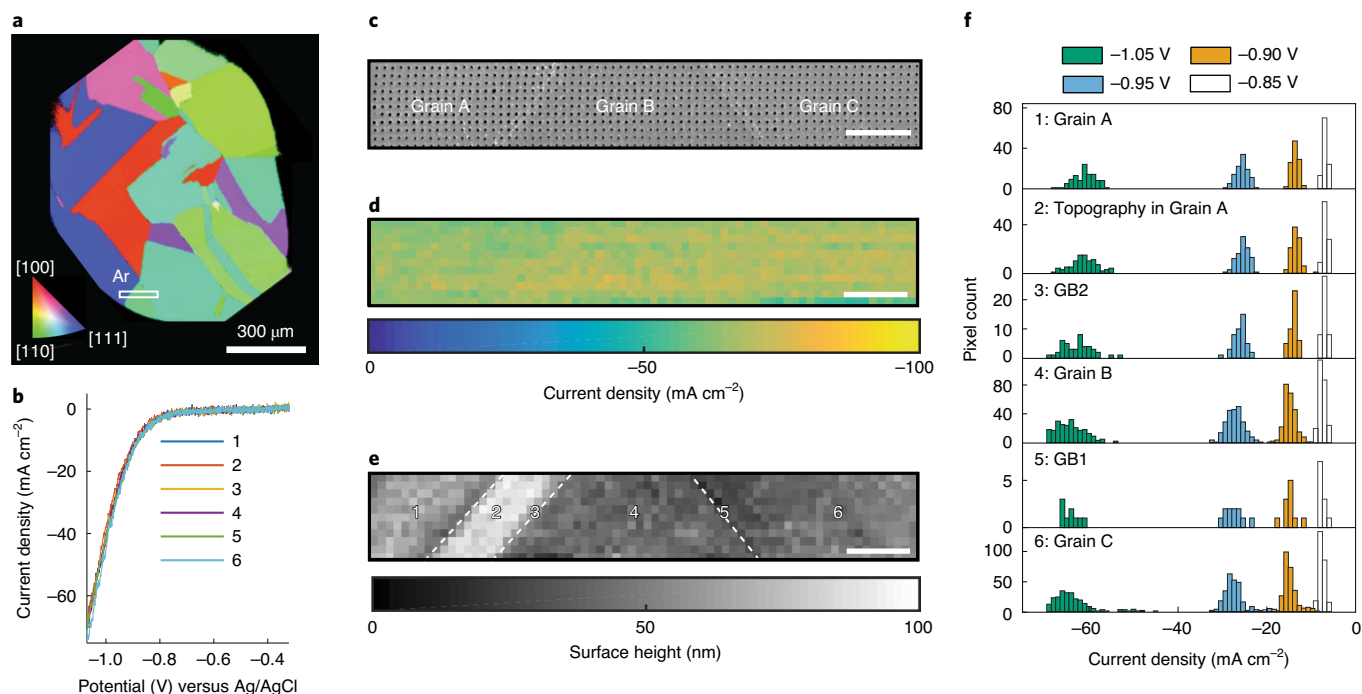 a
[100]
Ar
[110]
[111]
300 μm
b
0
−20
−40
−60
Current density (mA cm−2)
1
2
3
4
5
6
−1.0
−0.8
−0.6
−0.4
Potential (V) versus Ag/AgCl
c
Grain A
Grain B
Grain C
d
0
−50
−100
Current density (mA cm−2)
e
1
2
3
4
5
6
0
50
100
Surface height (nm)
f
−1.05 V
−0.90 V
−0.95 V
−0.85 V
Pixel count
80
40
0
1: Grain A
80
40
0
2: Topography in Grain A
20
10
0
3: GB2
80
40
0
4: Grain B
5
0
5: GB1
100
50
0
6: Grain C
−60
−40
−20
0
Current density (mA cm−2)